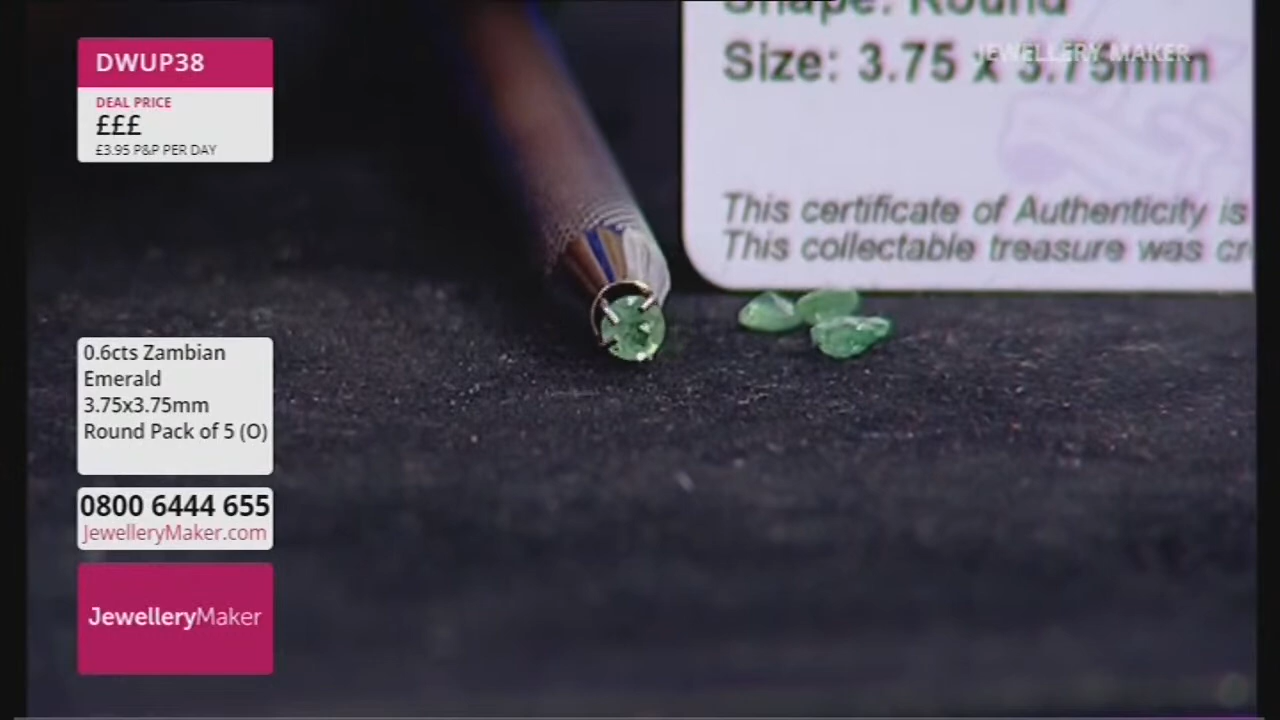 DWUP38
DEAL PRICE
£££
£3.95 P&P PER DAY
0.6cts Zambian
Emerald
3.75x3.75mm
Round Pack of 5 (O)
0800 6444 655
JewelleryMaker.com
JewelleryMaker
Shape: Round
Size: 3.75 x 3.75mm
JEWELLERY MAKER
This certificate of Authenticity is
This collectable treasure was